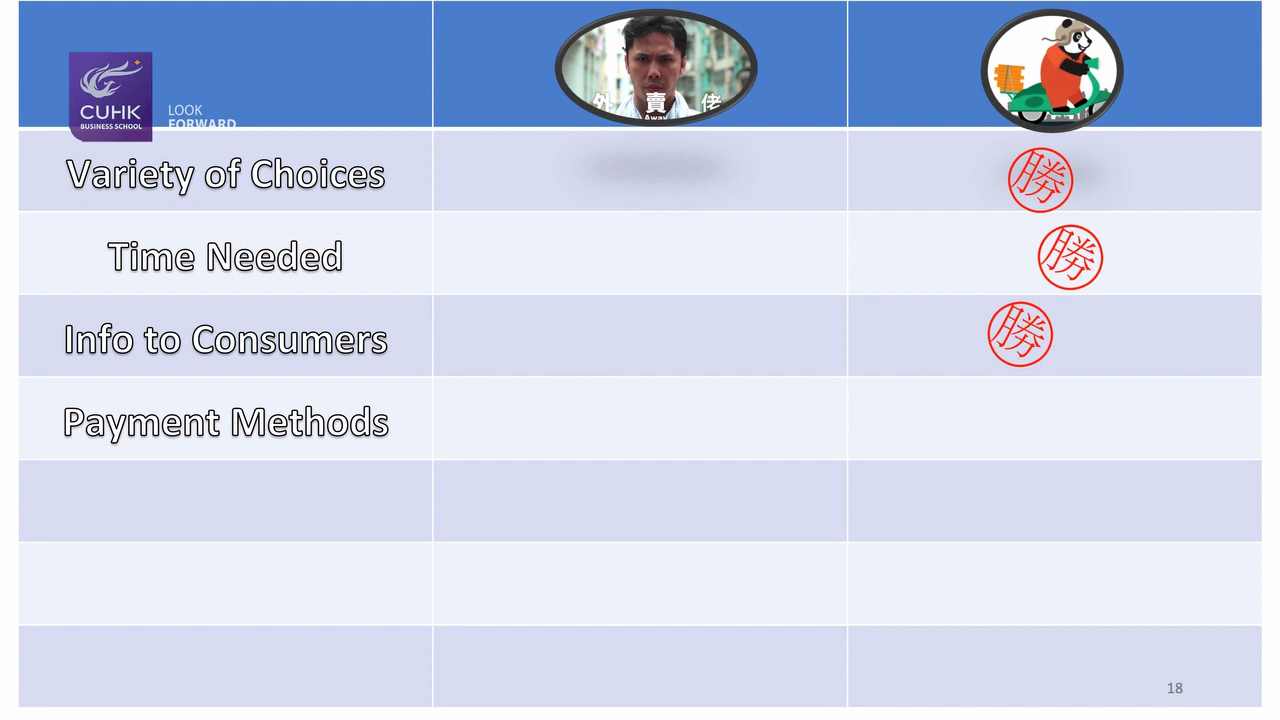 CUHK
BUSINESS SCHOOL
LOOK
FORWARD
外 賣 佬
Away
Variety of Choices
勝
Time Needed
勝
Info to Consumers
勝
Payment Methods
18